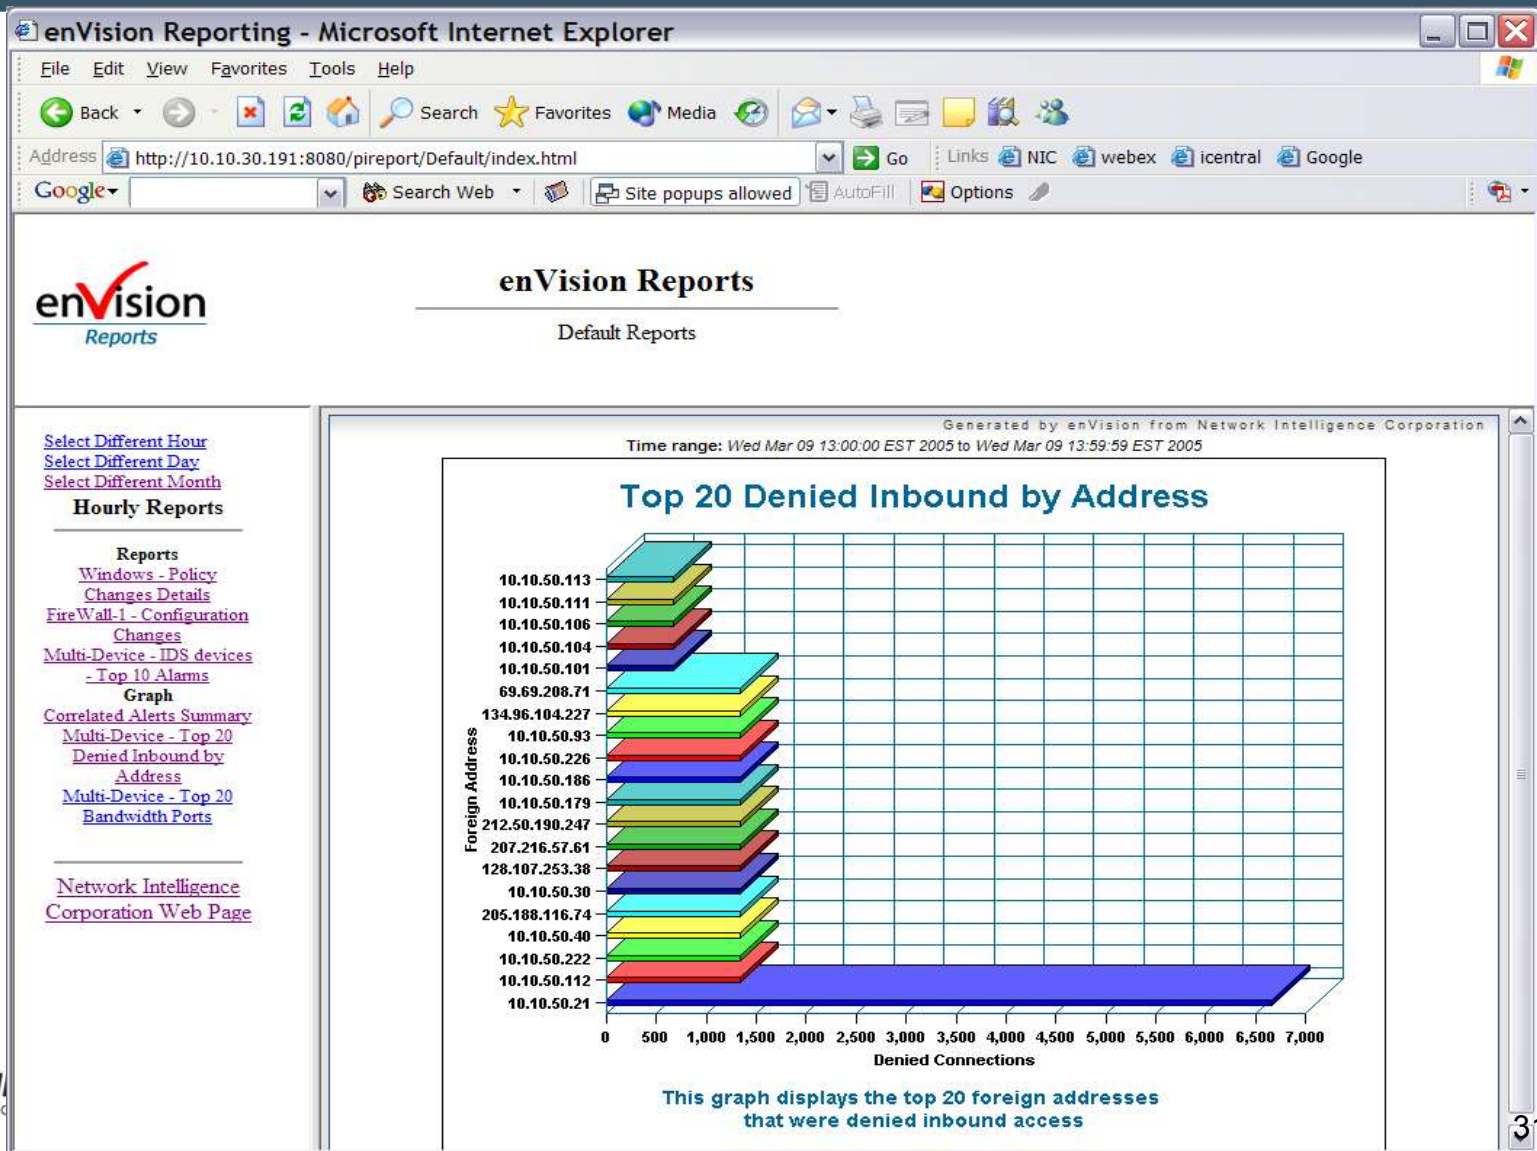 enVision Reporting - Microsoft Internet Explorer
File Edit View Favorites Tools Help
Back Search Favorites Media
Address http://10.10.30.191:8080/pireport/Default/index.html Go Links NIC webex icentral Google
Google Search Web Site popups allowed AutoFill Options
enVision
Reports
enVision Reports
Default Reports
Select Different Hour
Select Different Day
Select Different Month
Hourly Reports
Reports
Windows - Policy
Changes Details
FireWall-1 - Configuration
Changes
Multi-Device - IDS devices
- Top 10 Alarms
Graph
Correlated Alerts Summary
Multi-Device - Top 20
Denied Inbound by
Address
Multi-Device - Top 20
Bandwidth Ports
Network Intelligence
Corporation Web Page
Generated by enVision from Network Intelligence Corporation
Time range: Wed Mar 09 13:00:00 EST 2005 to Wed Mar 09 13:59:59 EST 2005
Top 20 Denied Inbound by Address
Foreign Address
10.10.50.113
10.10.50.111
10.10.50.106
10.10.50.104
10.10.50.101
69.69.208.71
134.96.104.227
10.10.50.93
10.10.50.226
10.10.50.186
10.10.50.179
212.50.190.247
207.216.57.61
128.107.253.38
10.10.50.30
205.188.116.74
10.10.50.40
10.10.50.222
10.10.50.112
10.10.50.21
0 500 1,000 1,500 2,000 2,500 3,000 3,500 4,000 4,500 5,000 5,500 6,000 6,500 7,000
Denied Connections
This graph displays the top 20 foreign addresses
that were denied inbound access